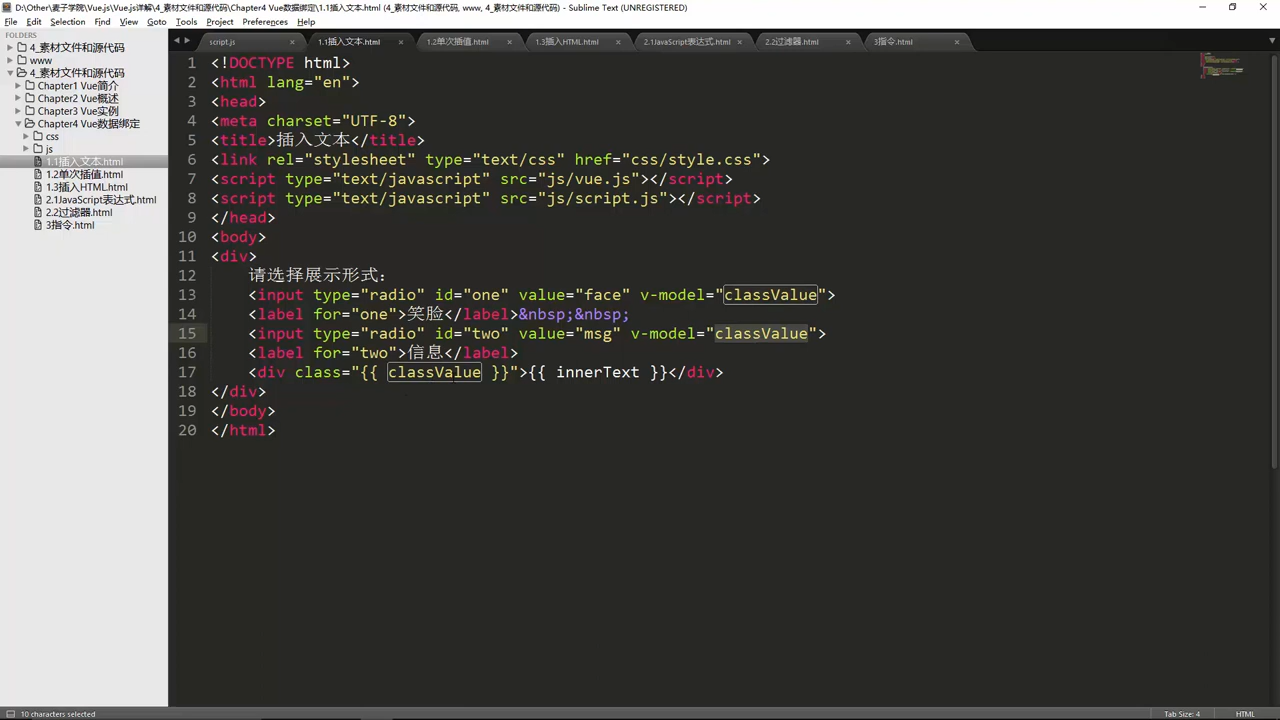 D:\Other\麦子学院\Vue.js\Vue.js详解\4_素材文件和源代码\Chapter4 Vue数据绑定\1.1插入文本.html (4_素材文件和源代码, www, 4_素材文件和源代码) - Sublime Text (UNREGISTERED)
File Edit Selection Find View Goto Tools Project Preferences Help
FOLDERS
4_素材文件和源代码
www
4_素材文件和源代码
Chapter1 Vue简介
Chapter2 Vue概述
Chapter3 Vue实例
Chapter4 Vue数据绑定
css
js
1.1插入文本.html
1.2单次插值.html
1.3插入HTML.html
2.1JavaScript表达式.html
2.2过滤器.html
3指令.html
script.js 1.1插入文本.html 1.2单次插值.html 1.3插入HTML.html 2.1JavaScript表达式.html 2.2过滤器.html 3指令.html
1 <!DOCTYPE html>
2 <html lang="en">
3 <head>
4 <meta charset="UTF-8">
5 <title>插入文本</title>
6 <link rel="stylesheet" type="text/css" href="css/style.css">
7 <script type="text/javascript" src="js/vue.js"></script>
8 <script type="text/javascript" src="js/script.js"></script>
9 </head>
10 <body>
11 <div>
12 请选择展示形式：
13 <input type="radio" id="one" value="face" v-model="classValue">
14 <label for="one">笑脸</label>&nbsp;&nbsp;
15 <input type="radio" id="two" value="msg" v-model="classValue">
16 <label for="two">信息</label>
17 <div class="{{ classValue }}">{{ innerText }}</div>
18 </div>
19 </body>
20 </html>
10 characters selected
Tab Size: 4 HTML